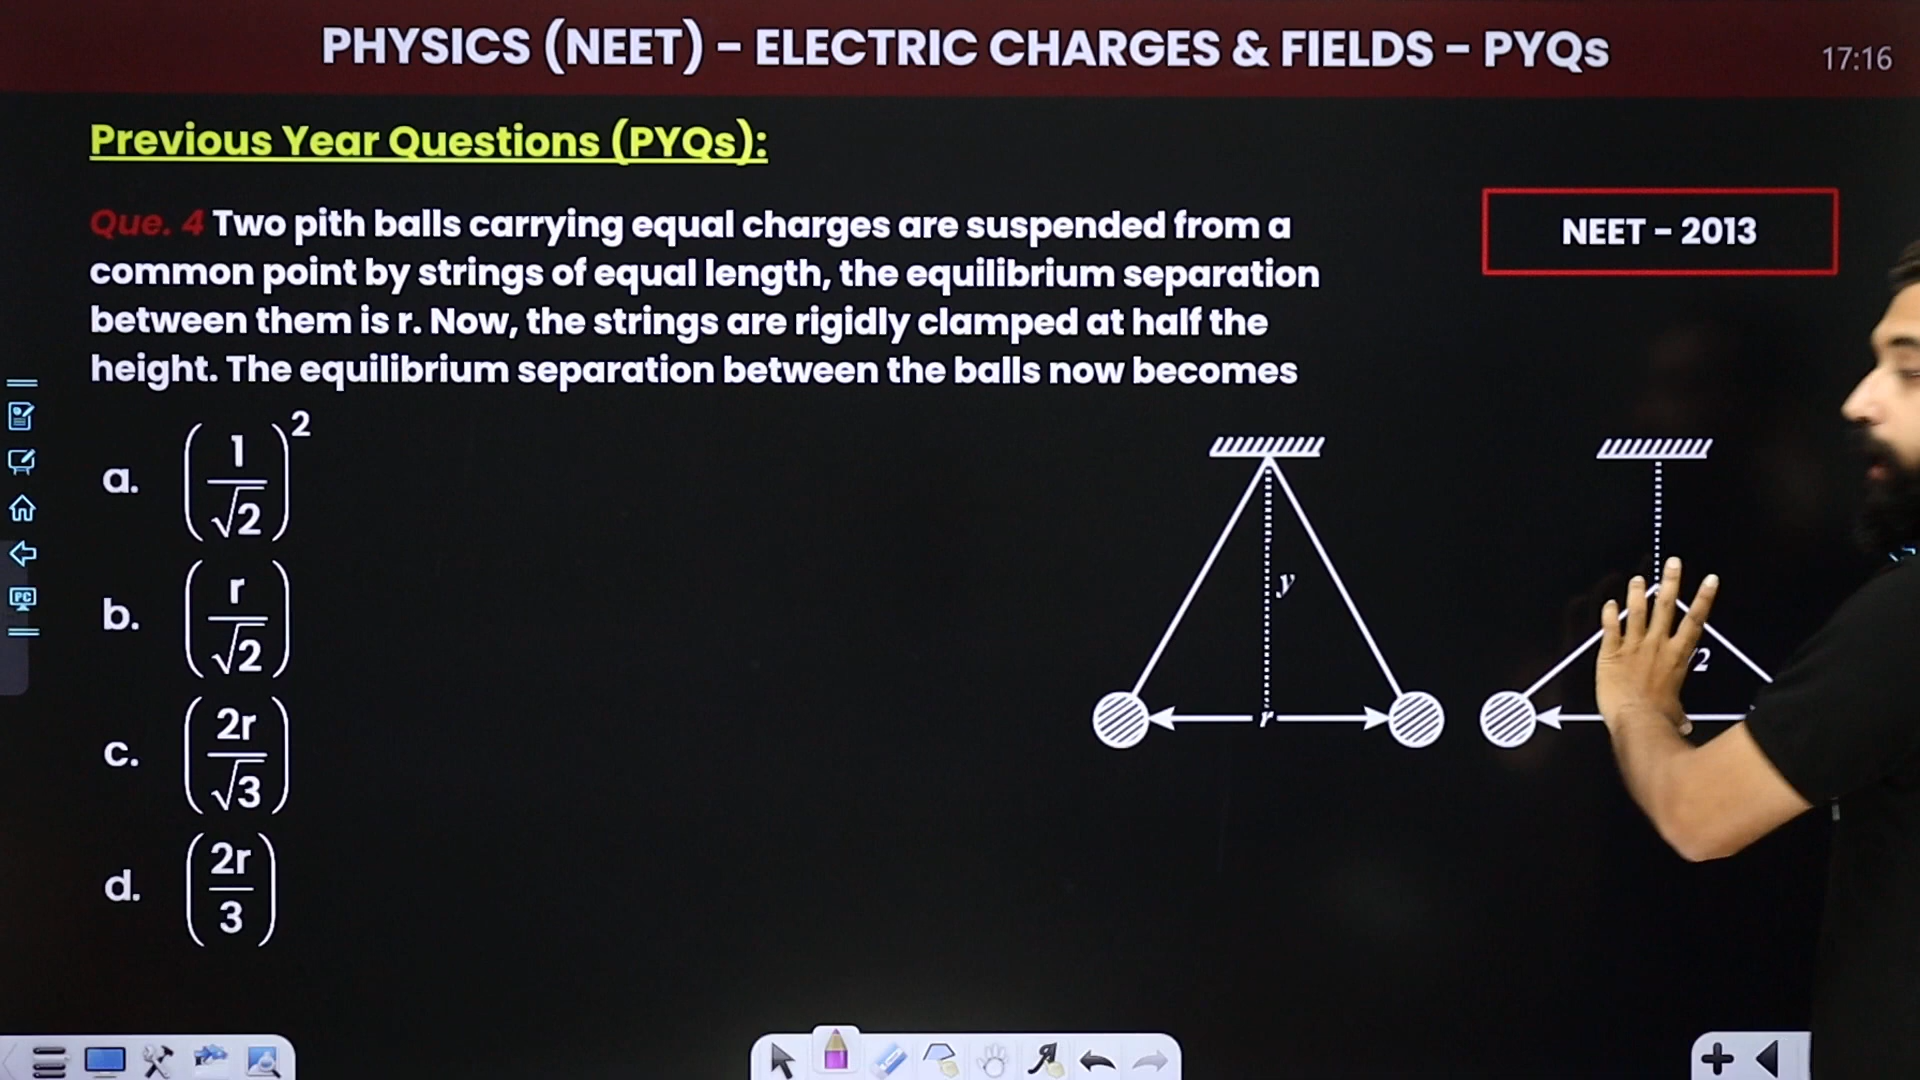 PHYSICS (NEET) - ELECTRIC CHARGES & FIELDS - PYQs
17:16
Previous Year Questions (PYQs):
Que. 4 Two pith balls carrying equal charges are suspended from a
common point by strings of equal length, the equilibrium separation
between them is r. Now, the strings are rigidly clamped at half the
height. The equilibrium separation between the balls now becomes
NEET - 2013
a. (1/√2)²
b. (r/√2)
c. (2r/√3)
d. (2r/3)
y
r
/2
PC